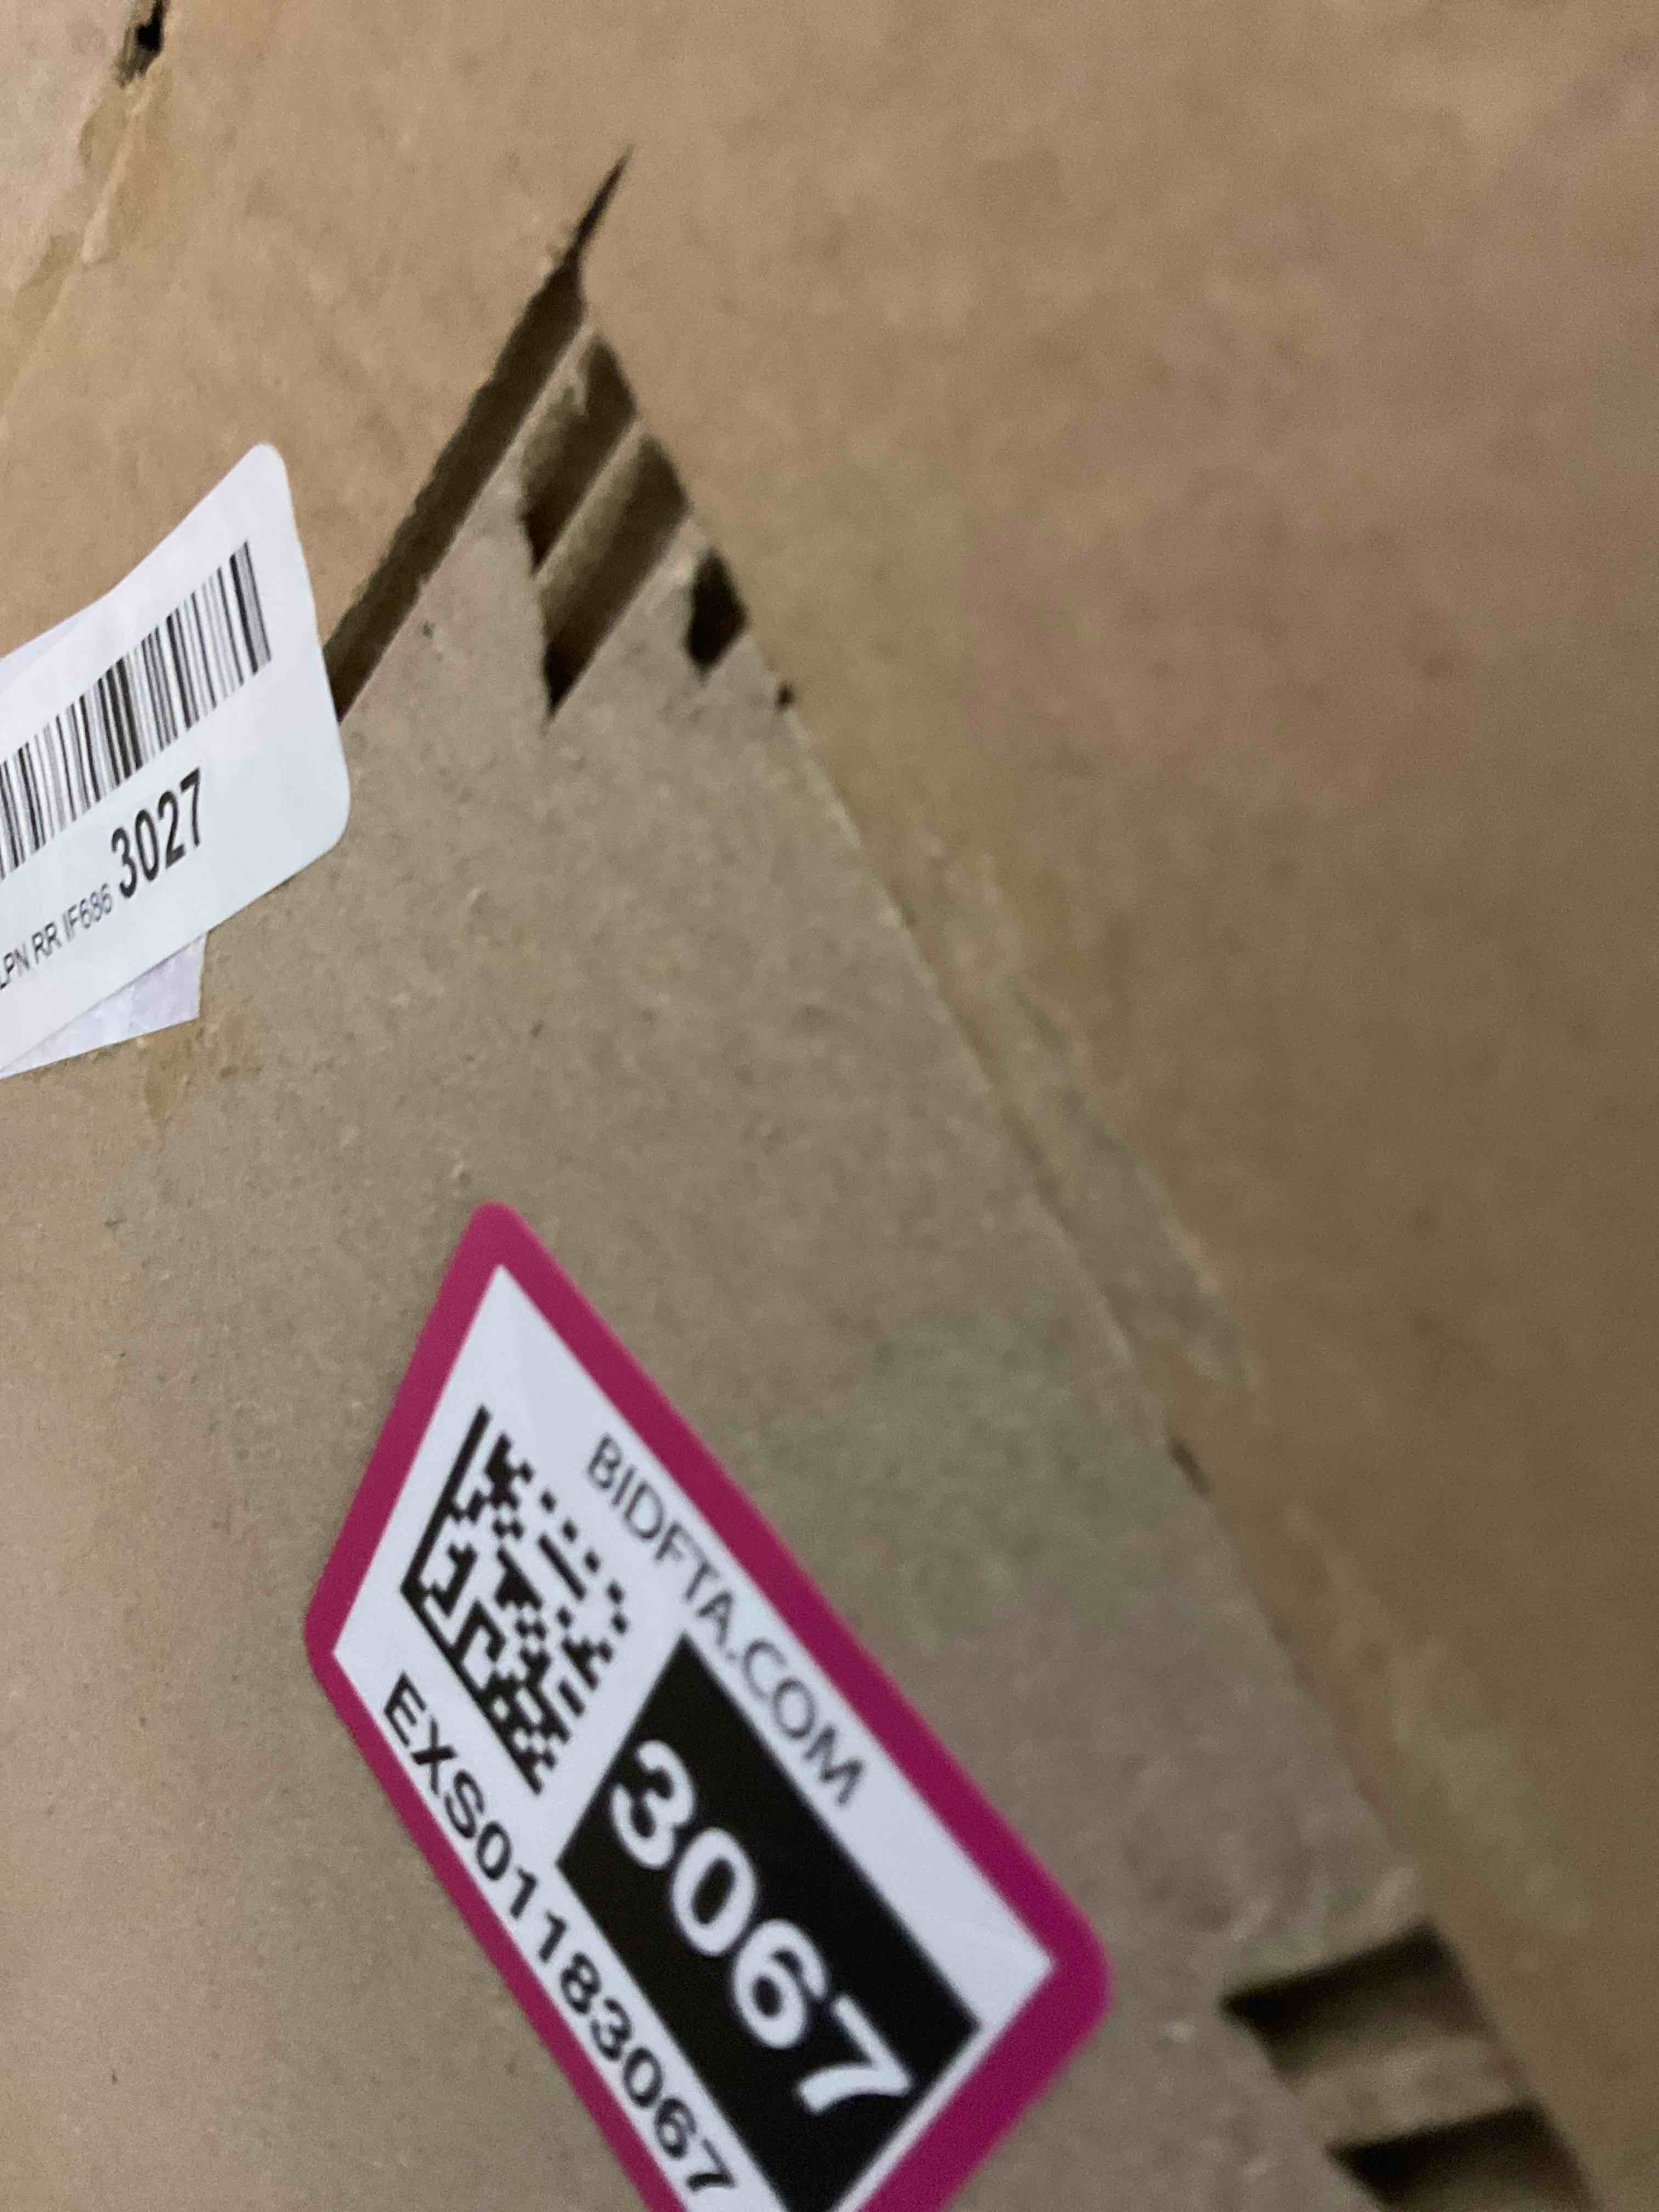 LPN RR IF686 3027
BIDFTA.COM
3067
EXS01183067